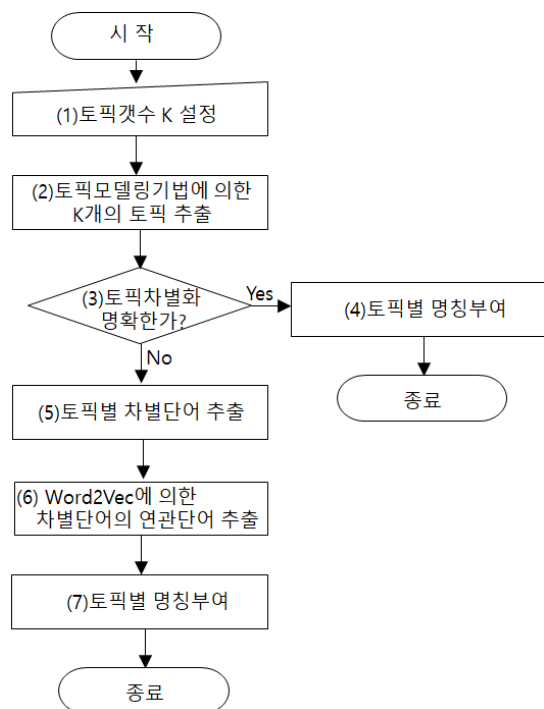 시 작
(1)토픽갯수 K 설정
(2)토픽모델링기법에 의한
K개의 토픽 추출
(3)토픽차별화
명확한가?
Yes
(4)토픽별 명칭부여
종료
No
(5)토픽별 차별단어 추출
(6) Word2Vec에 의한
차별단어의 연관단어 추출
(7)토픽별 명칭부여
종료